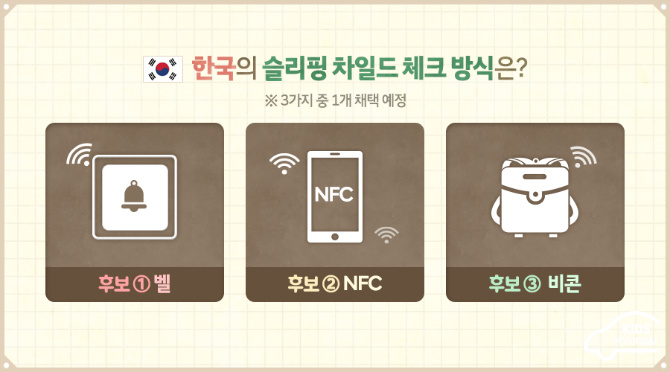 한국의 슬리핑 차일드 체크 방식은?
※ 3가지 중 1개 채택 예정
NFC
후보 ① 벨
후보 ② NFC
후보 ③ 비콘